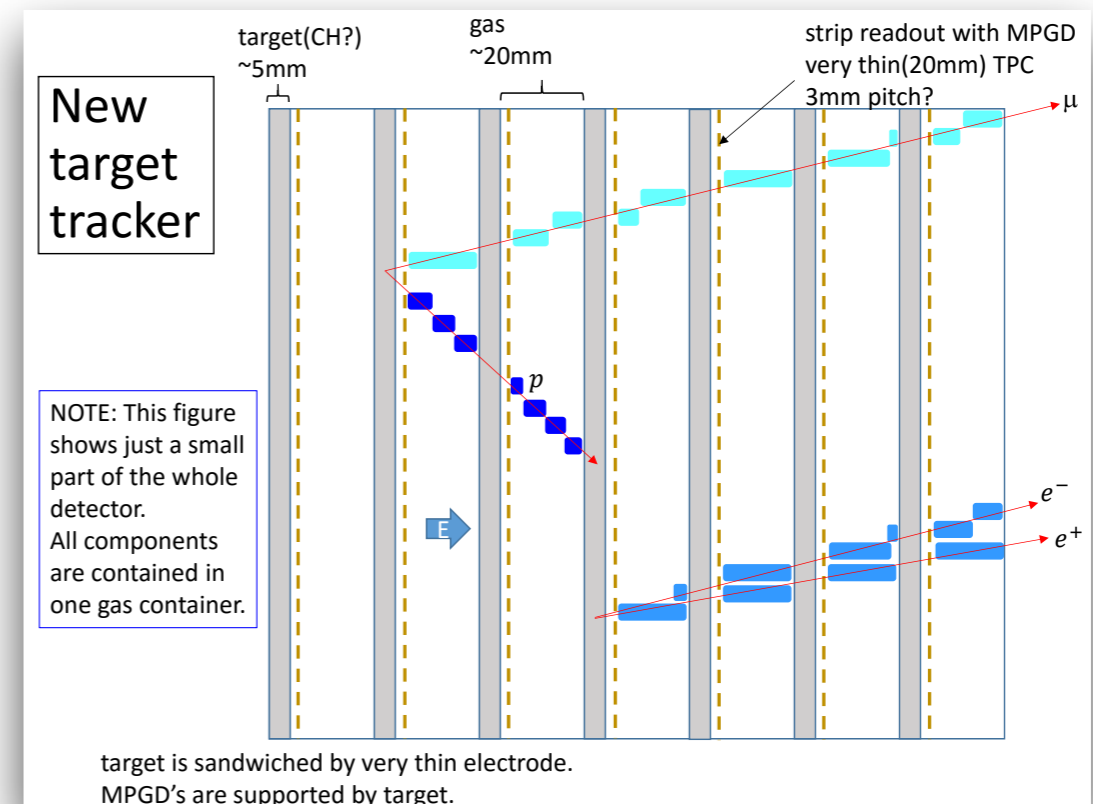 New
target
tracker
target(CH?)
~5mm
gas
~20mm
strip readout with MPGD
very thin(20mm) TPC
3mm pitch?
μ
p
E
e⁻
e⁺
NOTE: This figure
shows just a small
part of the whole
detector.
All components
are contained in
one gas container.
target is sandwiched by very thin electrode.
MPGD's are supported by target.